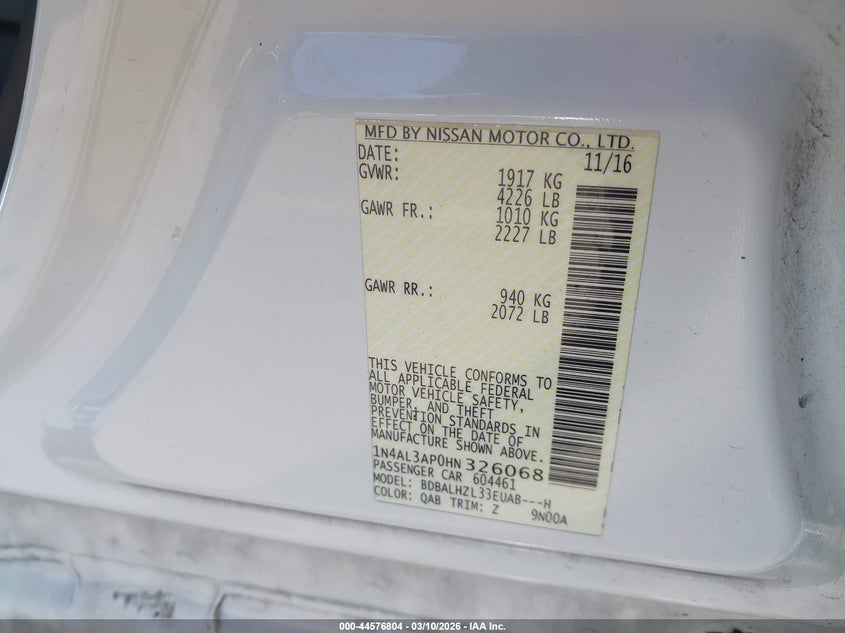 MFD BY NISSAN MOTOR CO., LTD.
DATE: 11/16
GVWR: 1917 KG
4226 LB
GAWR FR.: 1010 KG
2227 LB
GAWR RR.: 940 KG
2072 LB
THIS VEHICLE CONFORMS TO
ALL APPLICABLE FEDERAL
MOTOR VEHICLE SAFETY,
BUMPER, AND THEFT
PREVENTION STANDARDS IN
EFFECT ON THE DATE OF
MANUFACTURE SHOWN ABOVE.
1N4AL3AP0HN326068
PASSENGER CAR 604461
MODEL: BDBALHZL33EUAB---H
COLOR: QAB TRIM: Z 9N00A
000-44576804 — 03/10/2026 — IAA Inc.